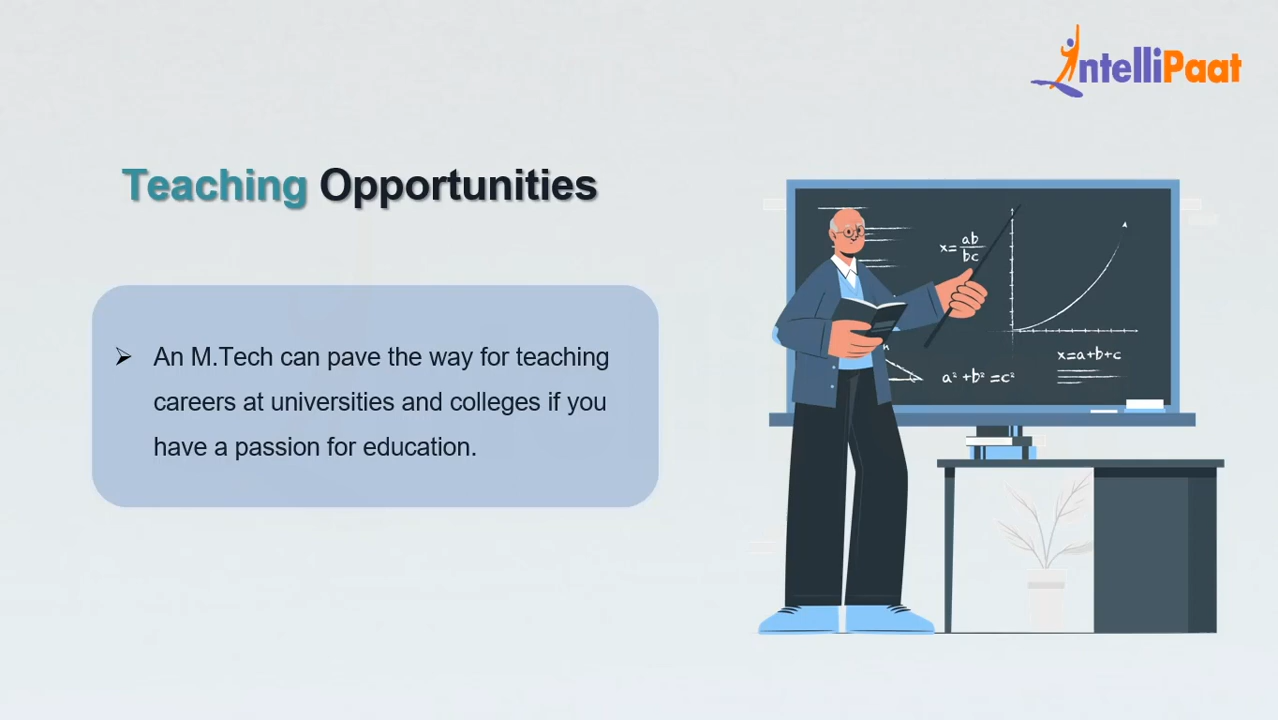 intelliPaat
Teaching Opportunities
➢ An M.Tech can pave the way for teaching
careers at universities and colleges if you
have a passion for education.
x= ab
bc
x=a+b+c
n
a² +b² =c²